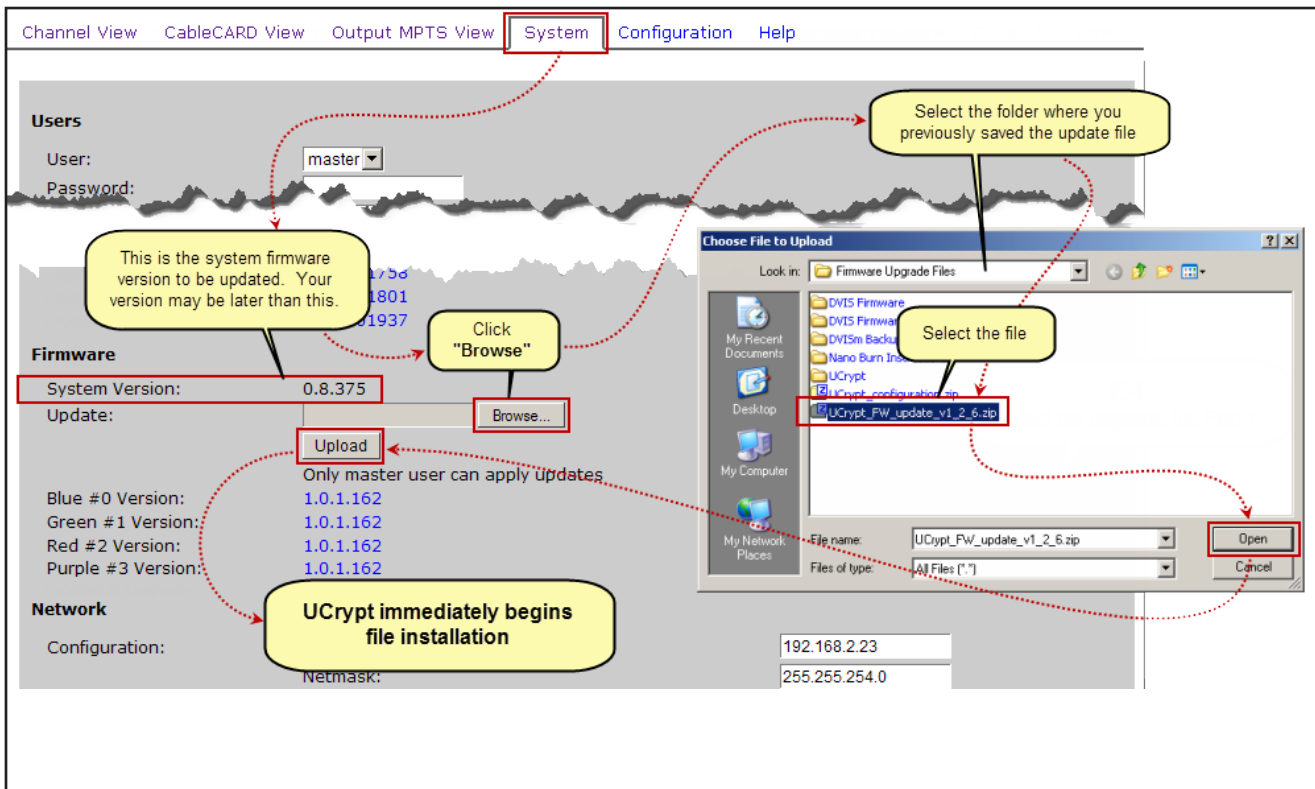 Channel View CableCARD View Output MPTS View System Configuration Help
Users
User: master
Password:
Select the folder where you
previously saved the update file
This is the system firmware
version to be updated. Your
version may be later than this.
1801
Click
"Browse"
Firmware
System Version: 0.8.375
Update: Browse...
Upload
Only master user can apply updates
Blue #0 Version: 1.0.1.162
Green #1 Version: 1.0.1.162
Red #2 Version: 1.0.1.162
Purple #3 Version: 1.0.1.162
Network
UCrypt immediately begins
file installation
Configuration: 192.168.2.23
Netmask: 255.255.254.0
Choose File to Upload
Look in: Firmware Upgrade Files
My Recent
Documents
Desktop
My Computer
My Network
Places
DVIS Firmware
DVIS
DVISm
Nano Burn
UCrypt
UCrypt_configuration.zip
UCrypt_FW_update_v1_2_6.zip
Select the file
File name: UCrypt_FW_update_v1_2_6.zip Open
Files of type: All Files (*.*) Cancel